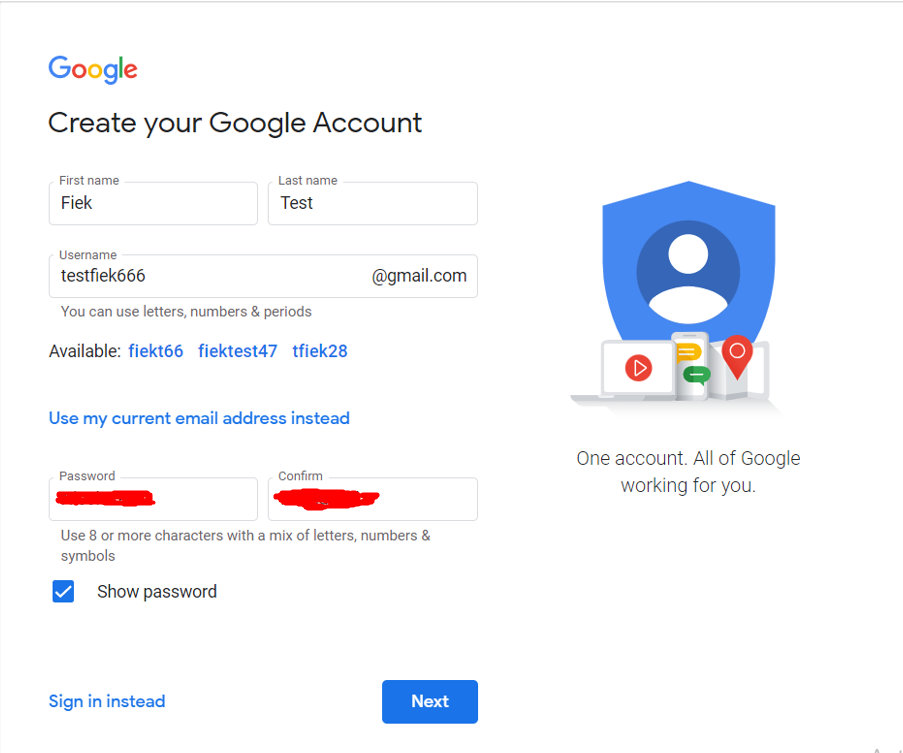 Google
Create your Google Account
First name
Last name
Fiek
Test
Username
testfiek666 @gmail.com
You can use letters, numbers & periods
Available: fiekt66 fiektest47 tfiek28
Use my current email address instead
Password
Confirm
Use 8 or more characters with a mix of letters, numbers &
symbols
Show password
Sign in instead
Next
One account. All of Google
working for you.